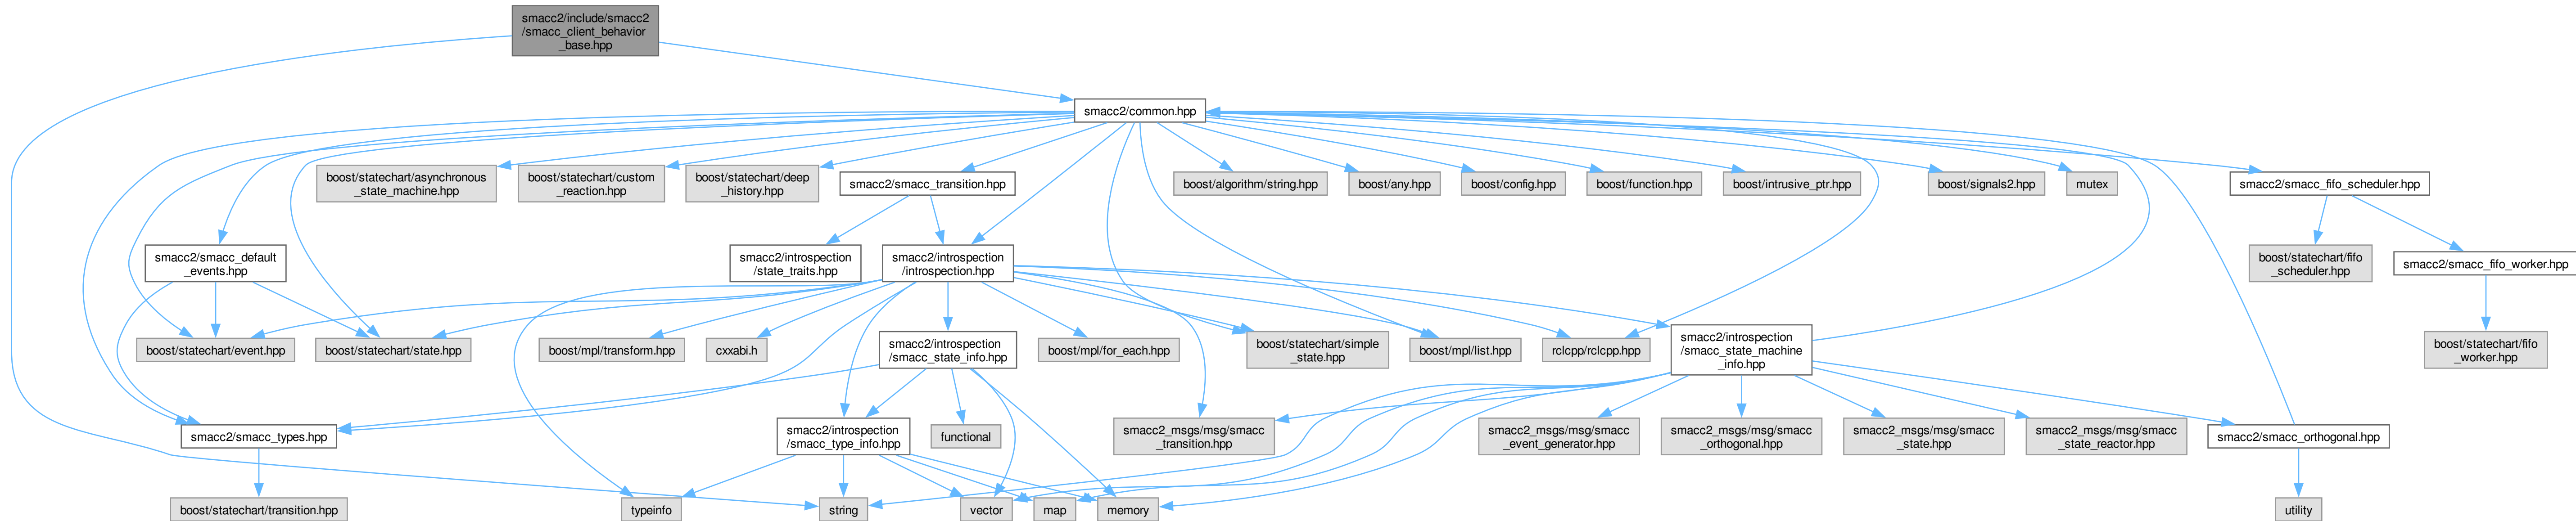 smacc2/include/smacc2
/smacc_client_behavior
_base.hpp
smacc2/common.hpp
boost/statechart/asynchronous
_state_machine.hpp
boost/statechart/custom
_reaction.hpp
boost/statechart/deep
_history.hpp
smacc2/smacc_transition.hpp
boost/algorithm/string.hpp
boost/any.hpp
boost/config.hpp
boost/function.hpp
boost/intrusive_ptr.hpp
boost/signals2.hpp
mutex
smacc2/smacc_fifo_scheduler.hpp
smacc2/smacc_default
_events.hpp
smacc2/introspection
/state_traits.hpp
smacc2/introspection
/introspection.hpp
boost/statechart/fifo
_scheduler.hpp
smacc2/smacc_fifo_worker.hpp
boost/statechart/event.hpp
boost/statechart/state.hpp
boost/mpl/transform.hpp
cxxabi.h
smacc2/introspection
/smacc_state_info.hpp
boost/mpl/for_each.hpp
boost/statechart/simple
_state.hpp
boost/mpl/list.hpp
rclcpp/rclcpp.hpp
smacc2/introspection
/smacc_state_machine
_info.hpp
boost/statechart/fifo
_worker.hpp
smacc2/smacc_types.hpp
smacc2/introspection
/smacc_type_info.hpp
functional
smacc2_msgs/msg/smacc
_transition.hpp
smacc2_msgs/msg/smacc
_event_generator.hpp
smacc2_msgs/msg/smacc
_orthogonal.hpp
smacc2_msgs/msg/smacc
_state.hpp
smacc2_msgs/msg/smacc
_state_reactor.hpp
smacc2/smacc_orthogonal.hpp
boost/statechart/transition.hpp
typeinfo
string
vector
map
memory
utility